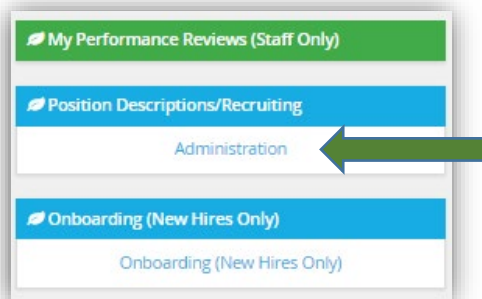 My Performance Reviews (Staff Only)
Position Descriptions/Recruiting
Administration
Onboarding (New Hires Only)
Onboarding (New Hires Only)